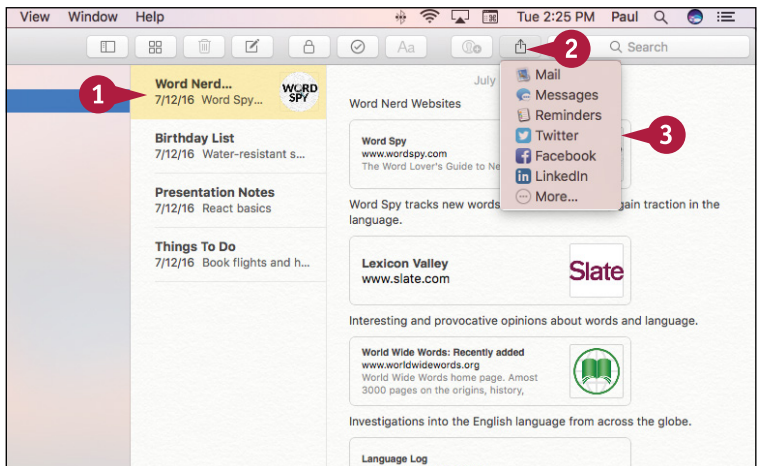 View Window Help Tue 2:25 PM Paul
Aa Search
2
1
Word Nerd...
7/12/16 Word Spy...
WORD
SPY
Birthday List
7/12/16 Water-resistant s...
Presentation Notes
7/12/16 React basics
Things To Do
7/12/16 Book flights and h...
July
Word Nerd Websites
Word Spy
www.wordspy.com
The Word Lover's Guide to
Word Spy tracks new words gain traction in the
language.
Lexicon Valley
www.slate.com
Slate
Interesting and provocative opinions about words and language.
World Wide Words: Recently added
www.worldwidewords.org
World Wide Words home page. Amost
3000 pages on the origins, history,
Investigations into the English language from across the globe.
Language Log
Mail
Messages
Reminders
Twitter
Facebook
in LinkedIn
More...
3